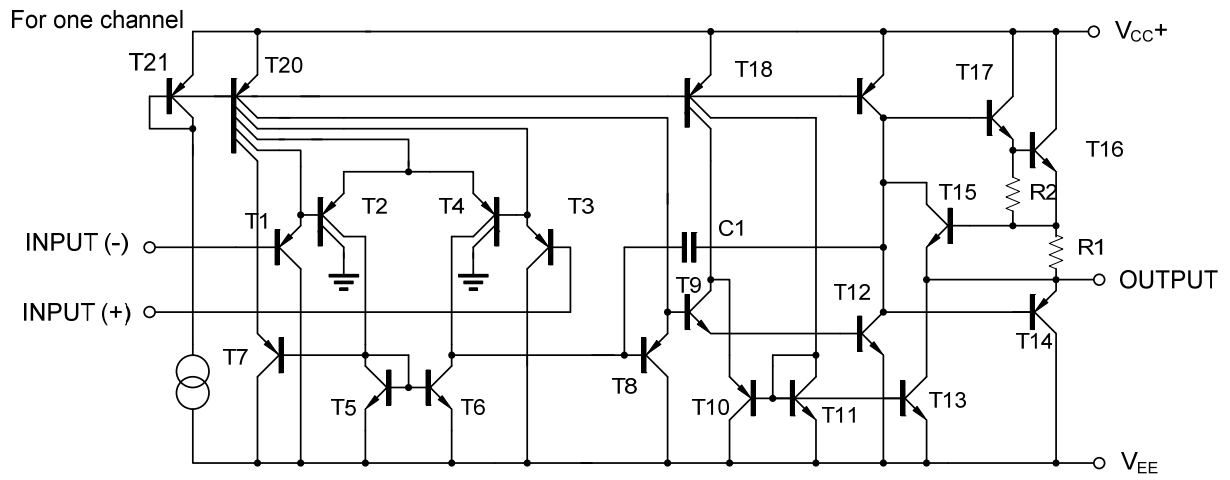 For one channel
VCC+
T21
T20
T18
T17
T16
T15
R2
T1
T2
T4
T3
INPUT (-)
C1
R1
OUTPUT
INPUT (+)
T9
T12
T14
T7
T8
T5
T6
T10
T11
T13
VEE